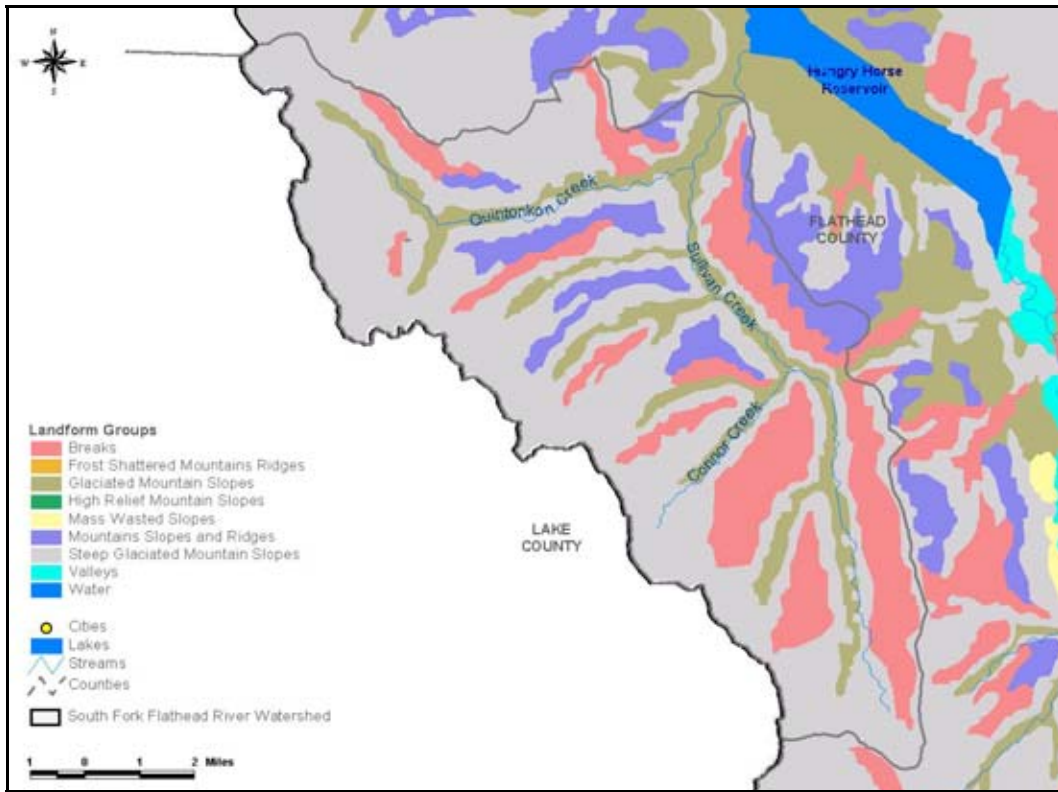 N
W E
S
Hungry Horse
Reservoir
Quintonkon Creek
FLATHEAD
COUNTY
Sullivan Creek
Connor Creek
LAKE
COUNTY
Landform Groups
Breaks
Frost Shattered Mountains Ridges
Glaciated Mountain Slopes
High Relief Mountain Slopes
Mass Wasted Slopes
Mountains Slopes and Ridges
Steep Glaciated Mountain Slopes
Valleys
Water
Cities
Lakes
Streams
Counties
South Fork Flathead River Watershed
1 0 1 2 Miles